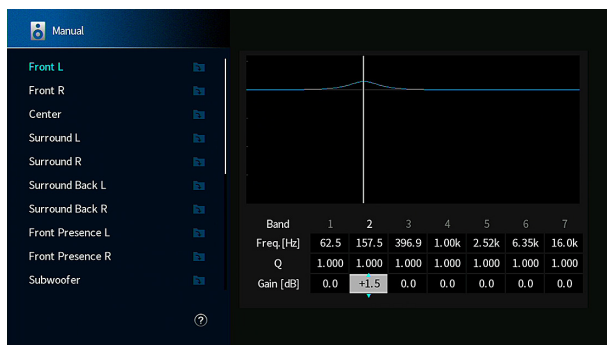 Manual
Front L
Front R
Center
Surround L
Surround R
Surround Back L
Surround Back R
Front Presence L
Front Presence R
Subwoofer
?
Band 1 2 3 4 5 6 7
Freq.[Hz] 62.5 157.5 396.9 1.00k 2.52k 6.35k 16.0k
Q 1.000 1.000 1.000 1.000 1.000 1.000 1.000
Gain [dB] 0.0 +1.5 0.0 0.0 0.0 0.0 0.0